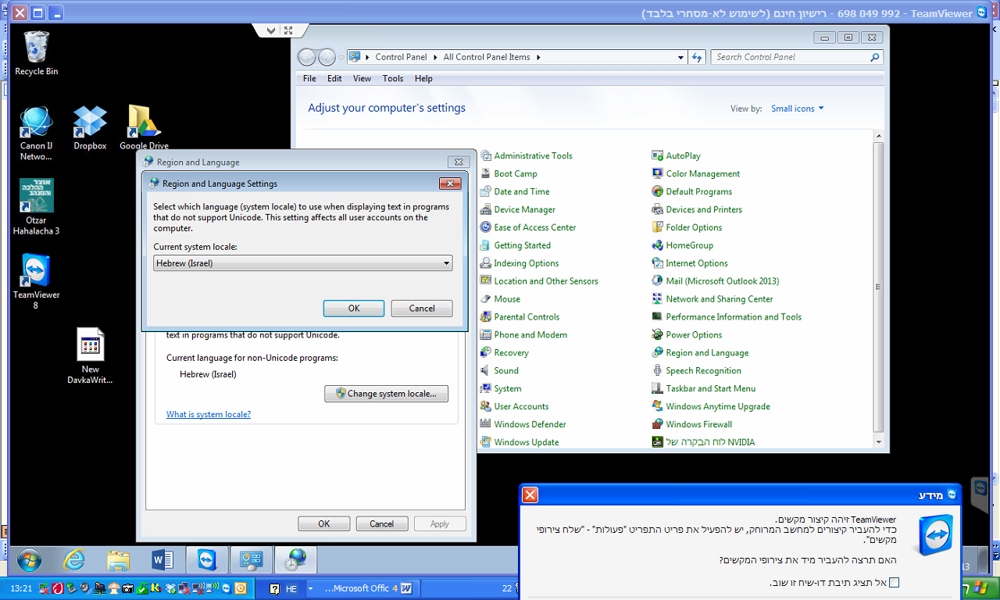 698 049 992 - TeamViewer - רישיון חינם (לשימוש לא-מסחרי בלבד)
Recycle Bin
Canon IJ
Netwo...
Dropbox
Google Drive
אוצר
ההלכה
והמנהג
Otzar
Hahalacha 3
TeamViewer
8
New
DavkaWrit...
Control Panel
All Control Panel Items
Search Control Panel
File Edit View Tools Help
Adjust your computer's settings
View by: Small icons
Administrative Tools
AutoPlay
Boot Camp
Color Management
Date and Time
Default Programs
Device Manager
Devices and Printers
Ease of Access Center
Folder Options
Getting Started
HomeGroup
Indexing Options
Internet Options
Location and Other Sensors
Mail (Microsoft Outlook 2013)
Mouse
Network and Sharing Center
Parental Controls
Performance Information and Tools
Phone and Modem
Power Options
Recovery
Region and Language
Sound
Speech Recognition
System
Taskbar and Start Menu
User Accounts
Windows Anytime Upgrade
Windows Defender
Windows Firewall
Windows Update
לוח הבקרה של NVIDIA
Region and Language
Region and Language Settings
Select which language (system locale) to use when displaying text in programs
that do not support Unicode. This setting affects all user accounts on the
computer.
Current system locale:
Hebrew (Israel)
OK Cancel
text in programs that do not support Unicode.
Current language for non-Unicode programs:
Hebrew (Israel)
Change system locale...
What is system locale?
OK Cancel Apply
מידע
TeamViewer זיהה קיצור מקשים.
כדי להעביר קיצורים למחשב המרוחק, יש להפעיל את פריט התפריט "פעולות" - "שלח צירופי
מקשים".
האם תרצה להעביר מיד את צירופי המקשים?
אל תציג תיבת דו-שיח זו שוב.
13
13:21
HE
...Microsoft Offic 4
22